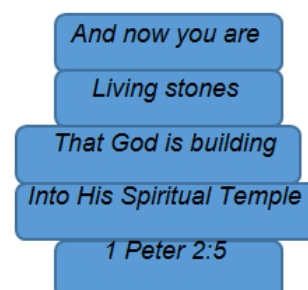 And now you are
Living stones
That God is building
Into His Spiritual Temple
1 Peter 2:5